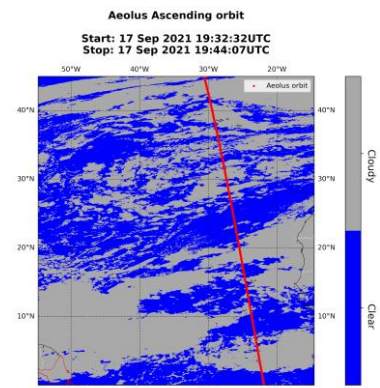 Aeolus Ascending orbit
Start: 17 Sep 2021 19:32:32UTC
Stop: 17 Sep 2021 19:44:07UTC
50°W 40°W 30°W 20°W
Aeolus orbit
40°N 40°N
30°N 30°N
20°N 20°N
10°N 10°N
Cloudy
Clear